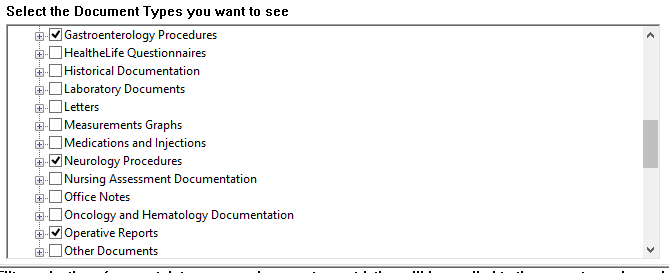 Select the Document Types you want to see
Gastroenterology Procedures
HealtheLife Questionnaires
Historical Documentation
Laboratory Documents
Letters
Measurements Graphs
Medications and Injections
Neurology Procedures
Nursing Assessment Documentation
Office Notes
Oncology and Hematology Documentation
Operative Reports
Other Documents